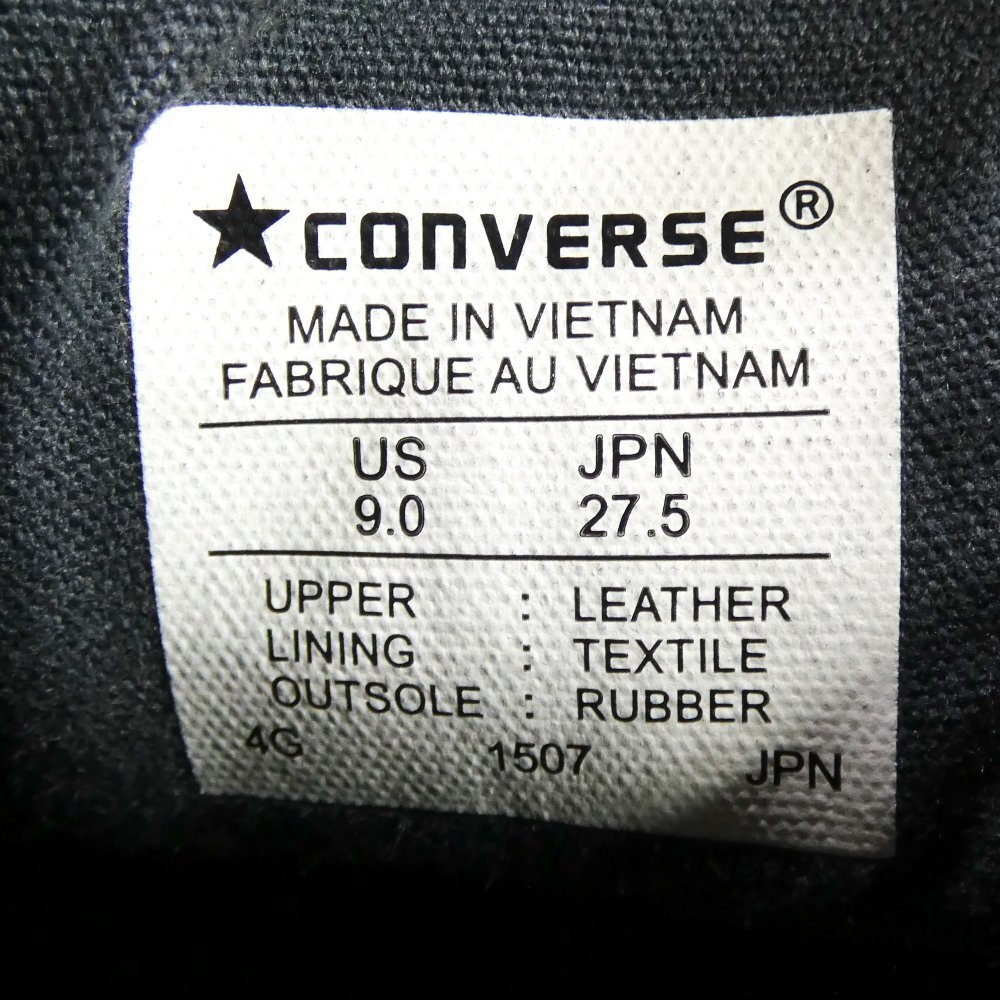 ★CONVERSE®
MADE IN VIETNAM
FABRIQUE AU VIETNAM
US JPN
9.0 27.5
UPPER : LEATHER
LINING : TEXTILE
OUTSOLE : RUBBER
4G 1507 JPN